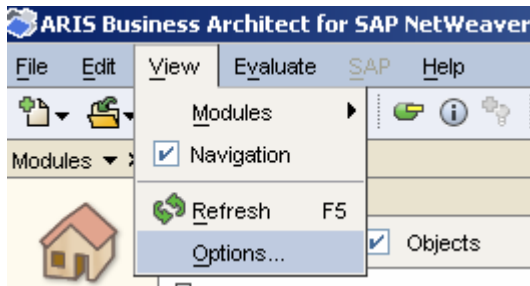 ARIS Business Architect for SAP NetWeaver
File Edit View Evaluate SAP Help
Modules
Modules
Navigation
Refresh F5
Options...
Objects